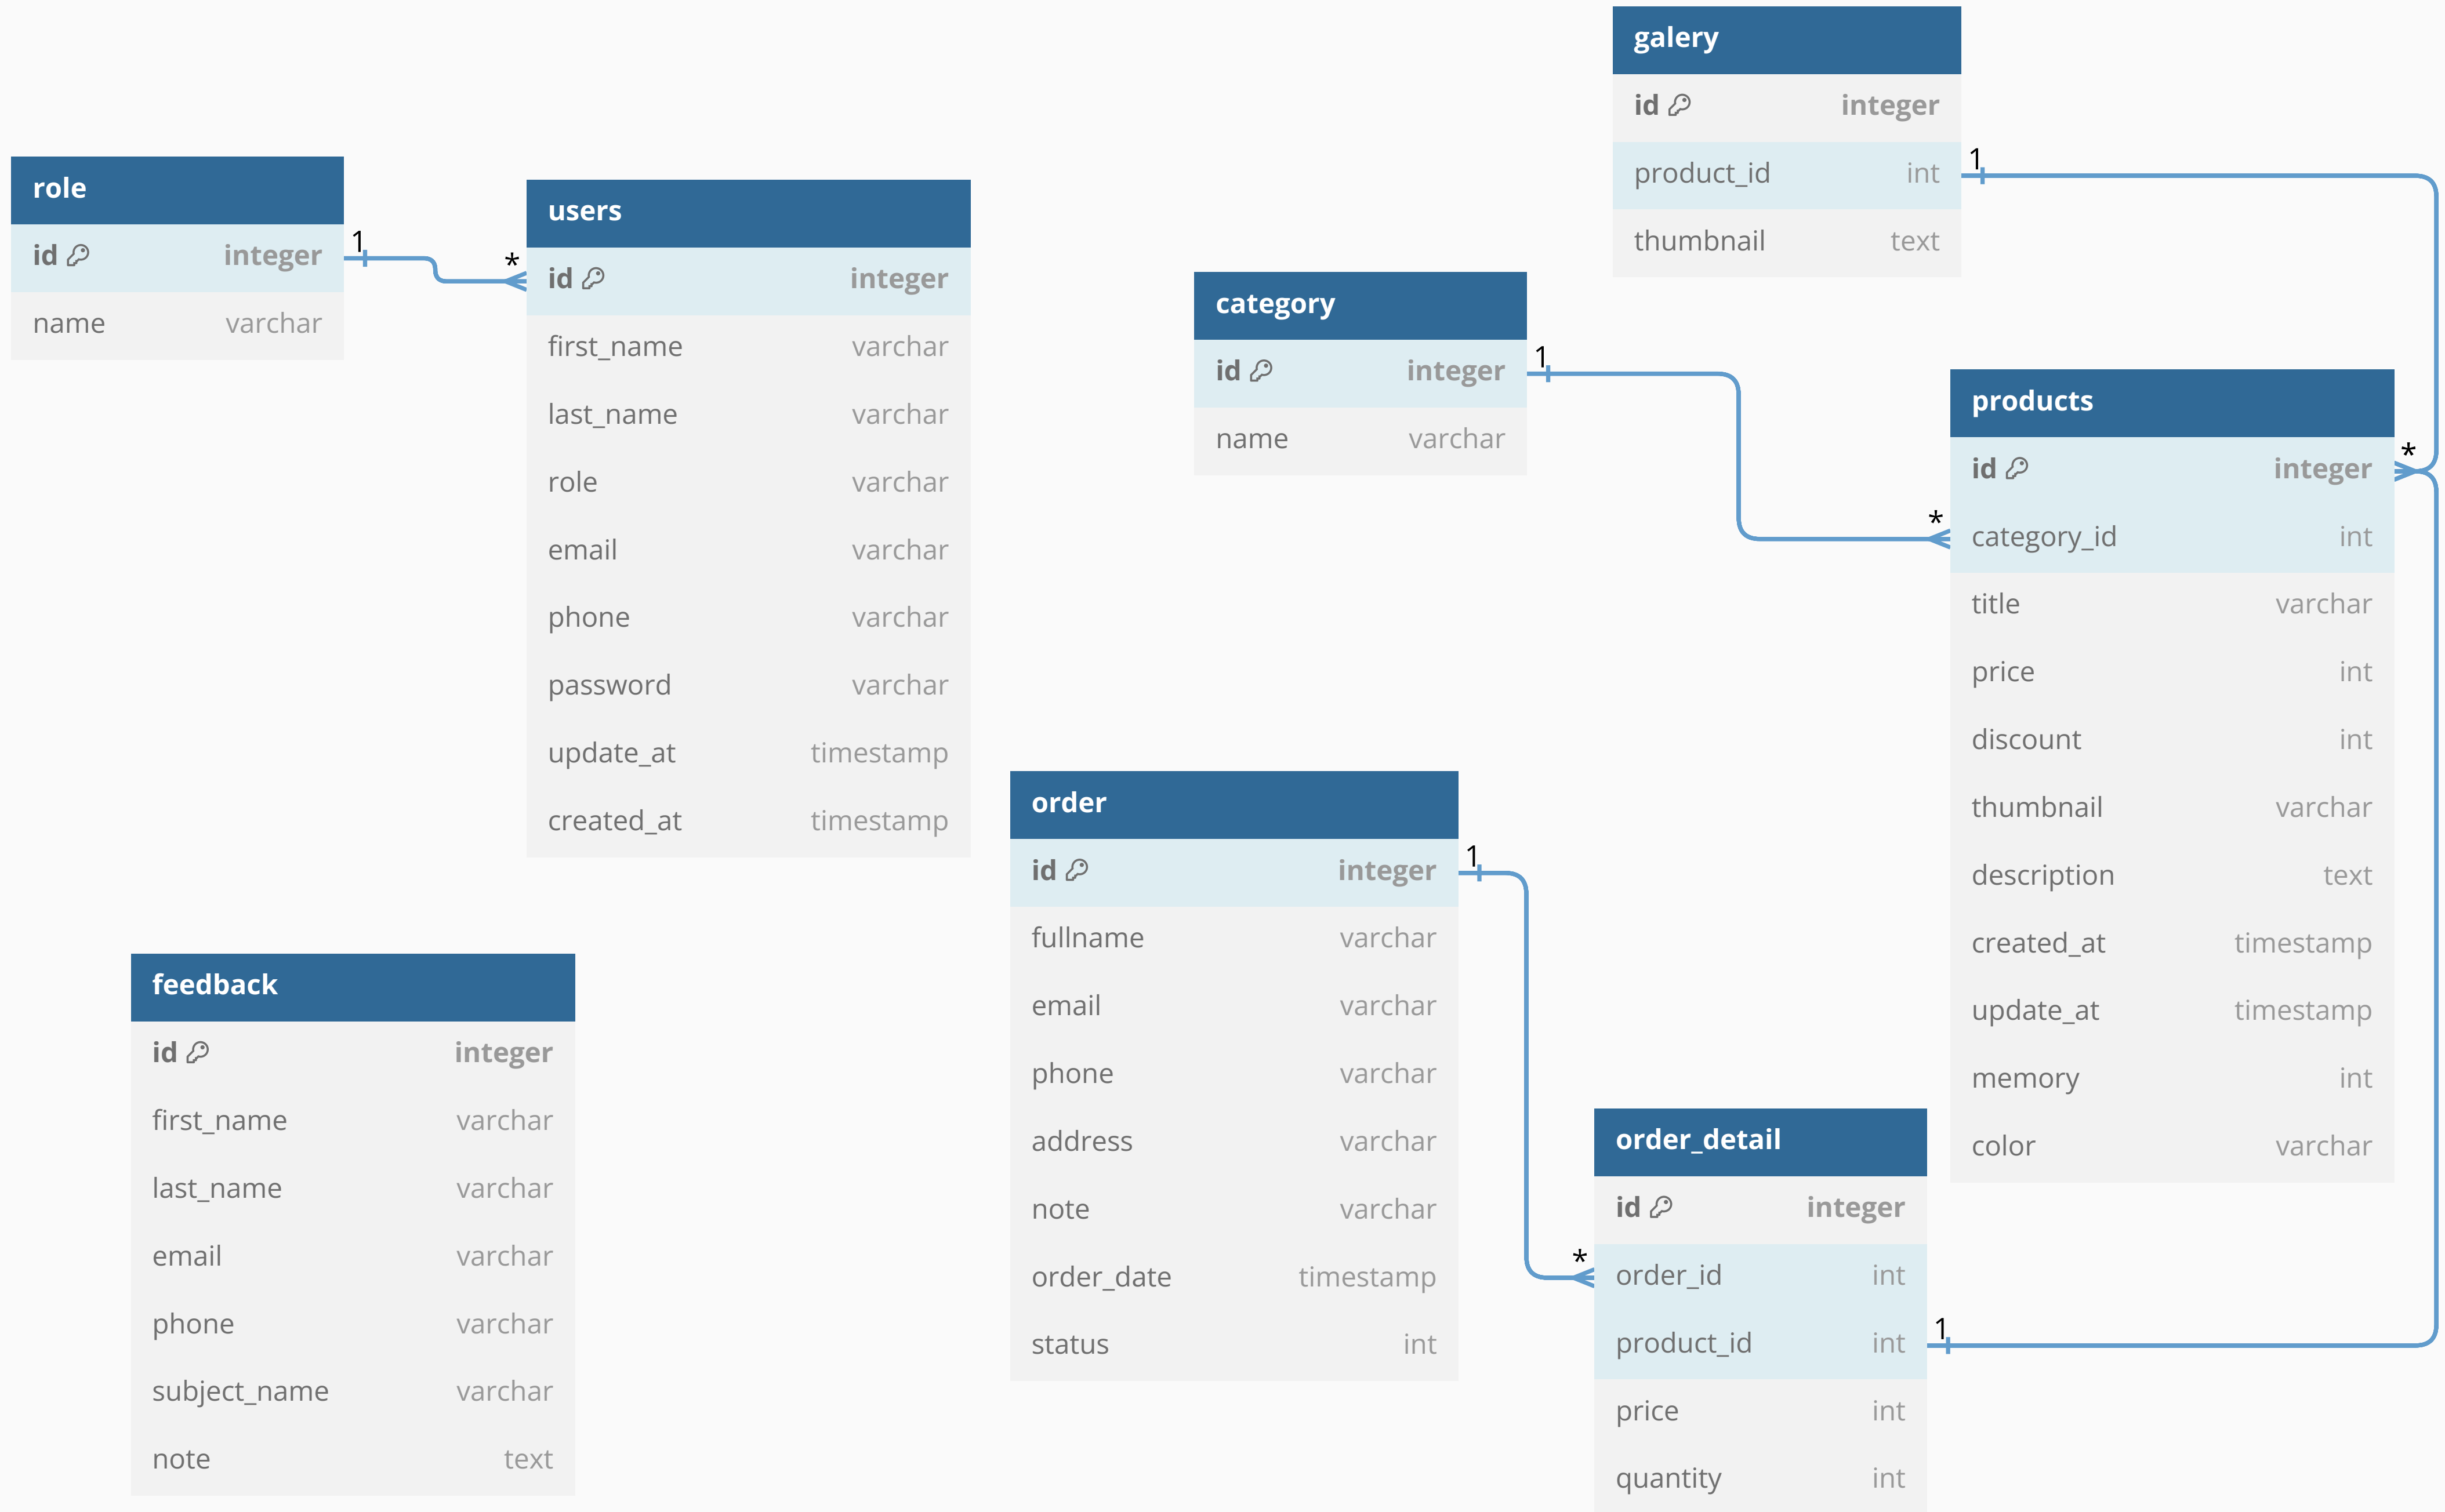 role
id integer
name varchar
1
*
users
id integer
first_name varchar
last_name varchar
role varchar
email varchar
phone varchar
password varchar
update_at timestamp
created_at timestamp
galery
id integer
product_id int
thumbnail text
1
category
id integer
name varchar
1
*
*
products
id integer
category_id int
title varchar
price int
discount int
thumbnail varchar
description text
created_at timestamp
update_at timestamp
memory int
color varchar
order
id integer
fullname varchar
email varchar
phone varchar
address varchar
note varchar
order_date timestamp
status int
1
*
order_detail
id integer
order_id int
product_id int
price int
quantity int
1
feedback
id integer
first_name varchar
last_name varchar
email varchar
phone varchar
subject_name varchar
note text